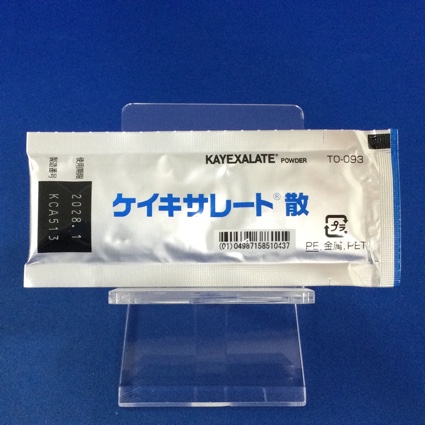 KAYEXALATE® POWDER TO-093
ケイキサレート®散
(01)04987158510437
プラ
PE, 金属, PET
使用期限 2028.1
製造番号 KCA513